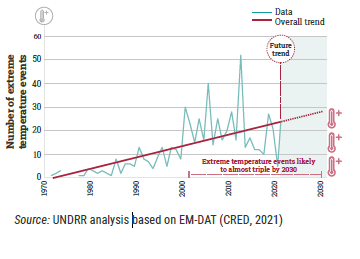 Data
Overall trend
Future
trend
Number of extreme
temperature events
60
50
40
30
20
10
0
Extreme temperature events likely
to almost triple by 2030
1970
1980
1990
2000
2010
2020
2030
Source: UNDRR analysis based on EM-DAT (CRED, 2021)